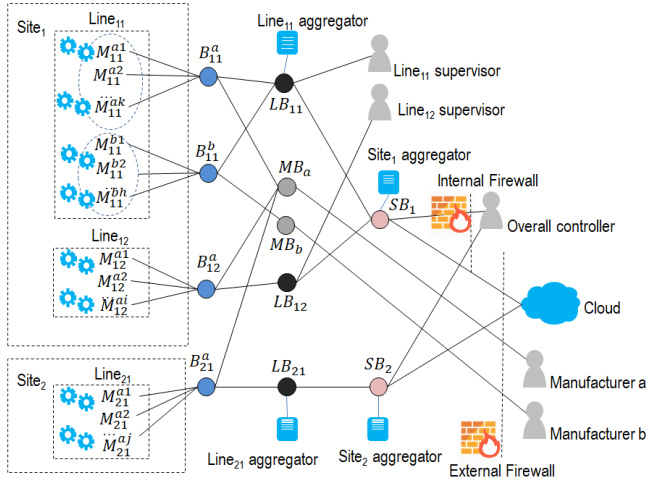 Site₁
Line₁₁
M₁₁ᵃ¹
M₁₁ᵃ²
...
M₁₁ᵃᵏ
M₁₁ᵇ¹
M₁₁ᵇ²
...
M₁₁ᵇʰ
Line₁₂
M₁₂ᵃ¹
M₁₂ᵃ²
...
M₁₂ᵃⁱ
Site₂
Line₂₁
M₂₁ᵃ¹
M₂₁ᵃ²
...
M₂₁ᵃʲ
B₁₁ᵃ
B₁₁ᵇ
B₁₂ᵃ
B₂₁ᵃ
Line₁₁ aggregator
LB₁₁
MBₐ
MB_b
LB₁₂
LB₂₁
Line₂₁ aggregator
Line₁₁ supervisor
Line₁₂ supervisor
Site₁ aggregator
SB₁
SB₂
Site₂ aggregator
Internal Firewall
Overall controller
Cloud
Manufacturer a
Manufacturer b
External Firewall